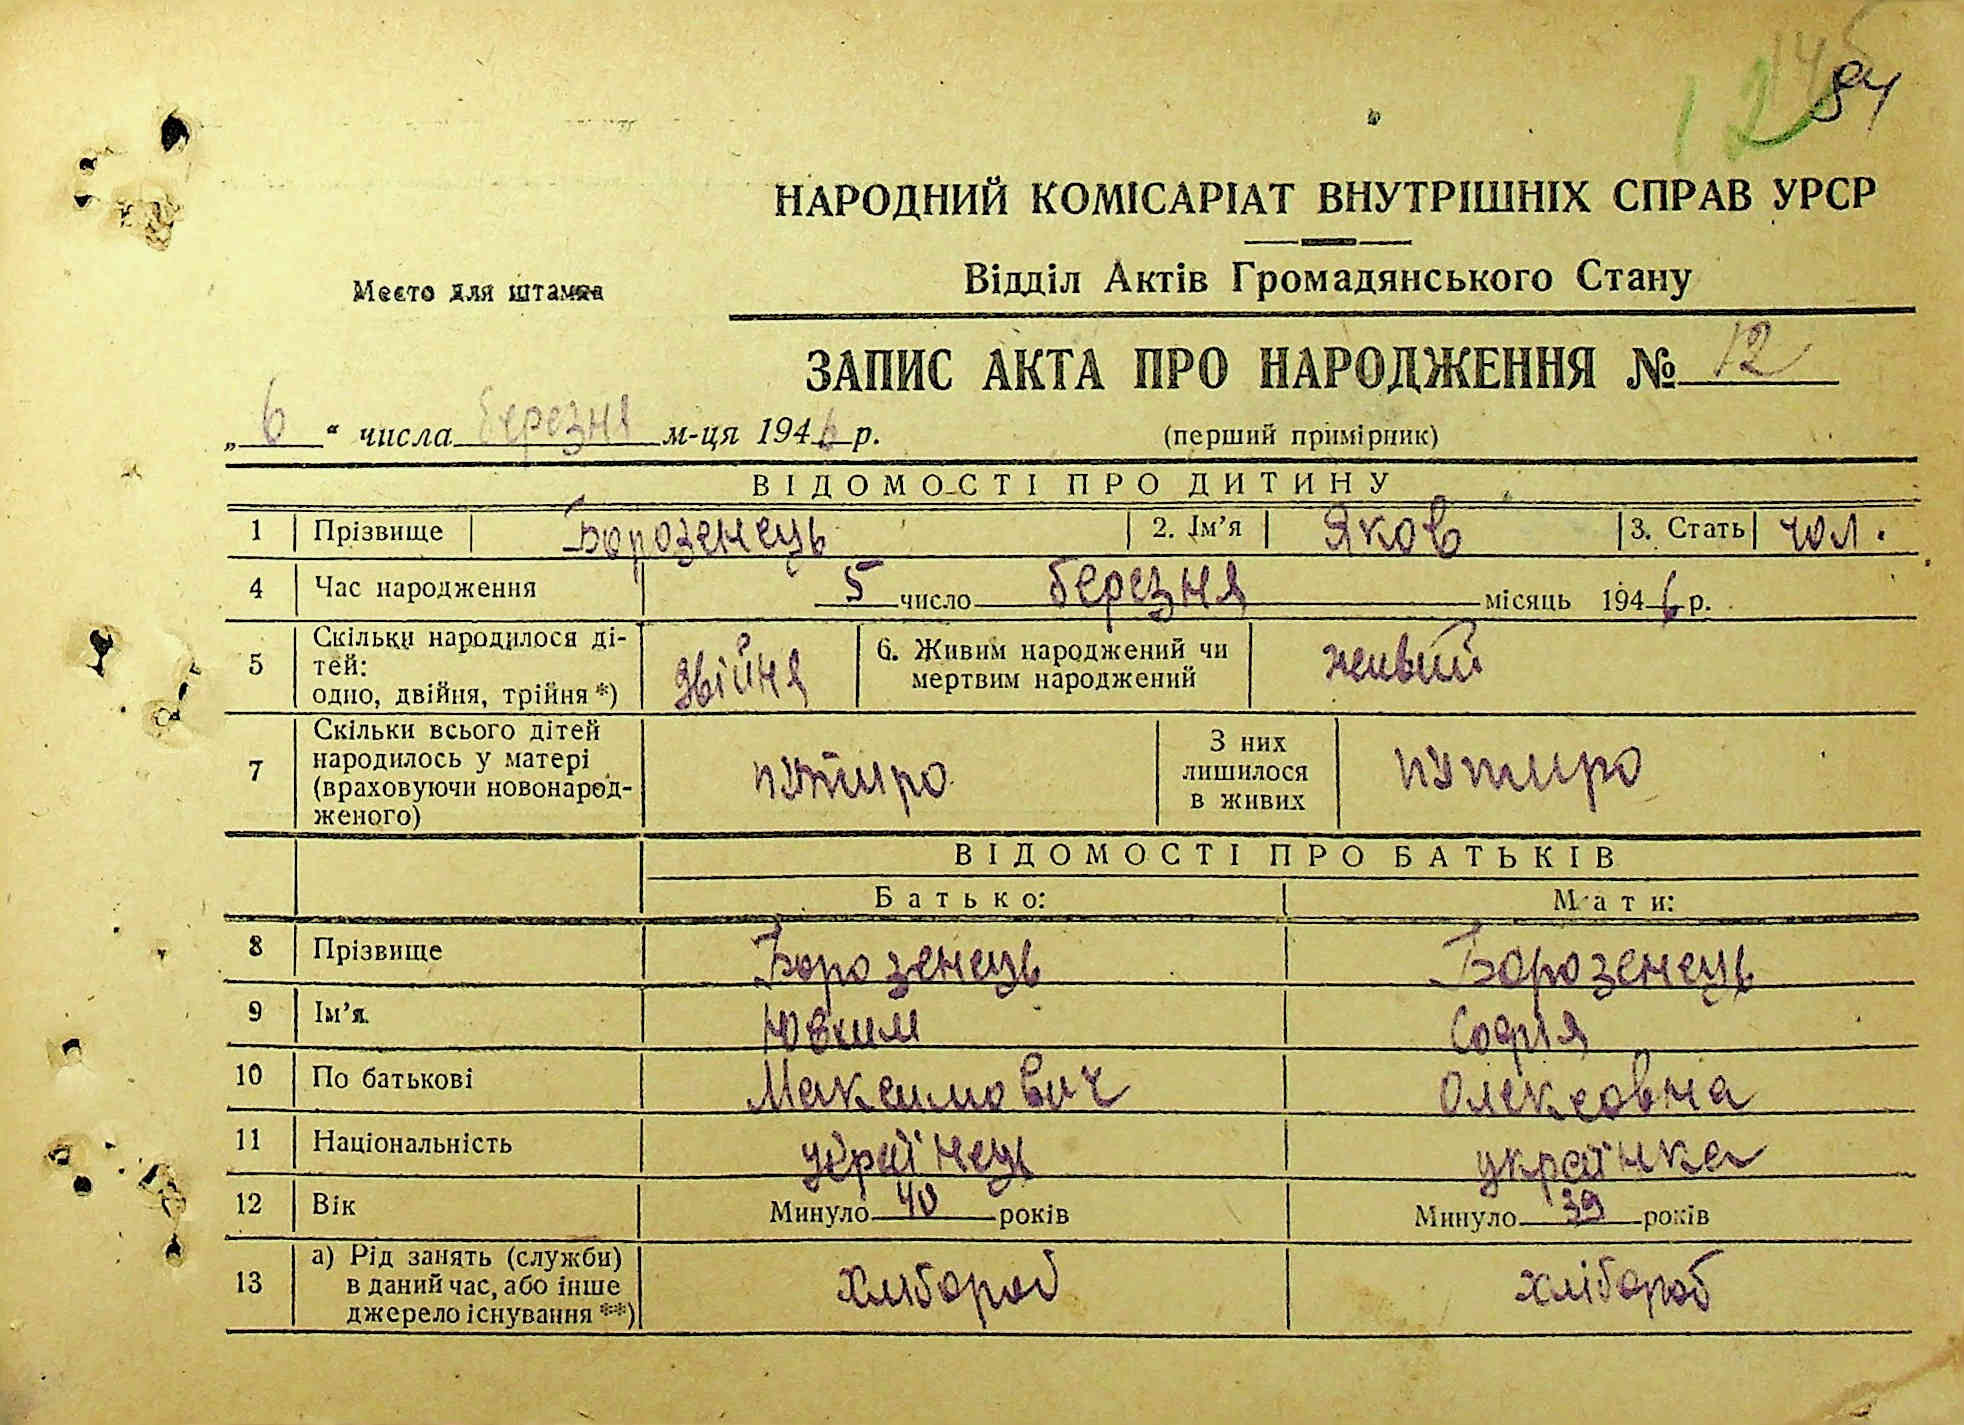 84
НАРОДНИЙ КОМІСАРІАТ ВНУТРІШНІХ СПРАВ УРСР
Відділ Актів Громадянського Стану
Место для штампа
ЗАПИС АКТА ПРО НАРОДЖЕННЯ № 12
„6“ числа березня м-ця 1946 р. (перший примірник)
ВІДОМОСТІ ПРО ДИТИНУ
1 Прізвище Борозенець 2. Ім’я Яков 3. Стать чол.
4 Час народження 5 число березня місяць 1946 р.
5 Скільки народилося дітей: одно, двійня, трійня *) двійня 6. Живим народжений чи мертвим народжений живий
7 Скільки всього дітей народилось у матері (враховуючи новонародженого) пятиро З них лишилося в живих пятиро
ВІДОМОСТІ ПРО БАТЬКІВ
Батько: Мати:
8 Прізвище Борозенець Борозенець
9 Ім’я Ювхим Софія
10 По батькові Максимович Олексовна
11 Національність українець українка
12 Вік Минуло 40 років Минуло 39 років
13 а) Рід занять (служби) в даний час, або інше джерело існування **) хлібороб хлібороб